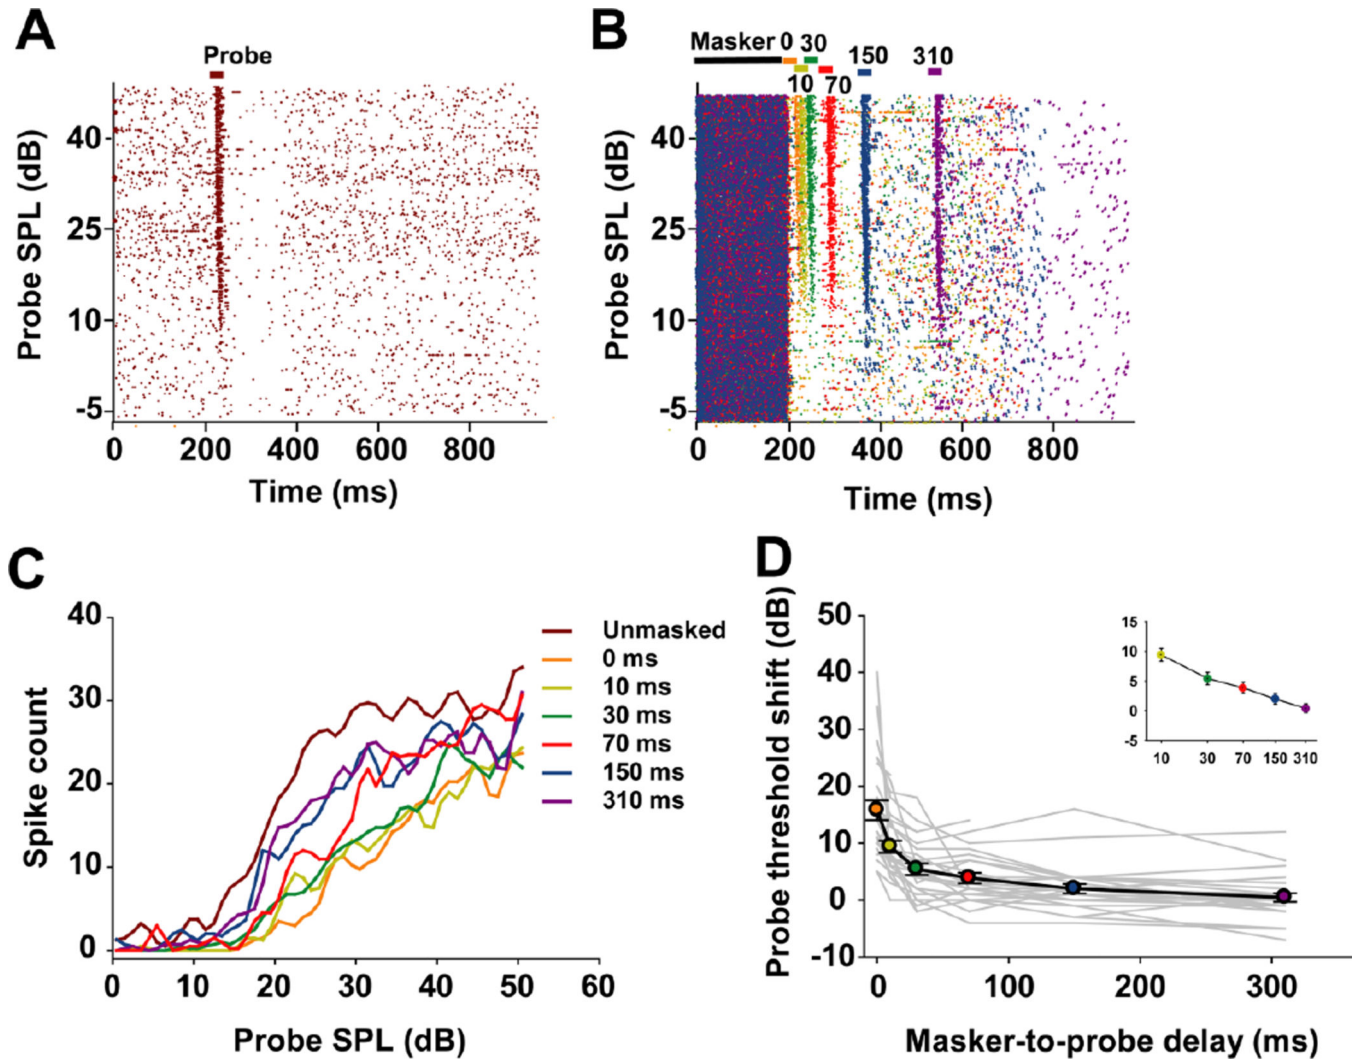 A
Probe
Probe SPL (dB)
40
25
10
-5
0 200 400 600 800
Time (ms)
B
Masker 0 30 150 310
10 70
Probe SPL (dB)
40
25
10
-5
0 200 400 600 800
Time (ms)
C
Spike count
40
30
20
10
0
0 10 20 30 40 50 60
Probe SPL (dB)
Unmasked
0 ms
10 ms
30 ms
70 ms
150 ms
310 ms
D
Probe threshold shift (dB)
50
40
30
20
10
0
-10
0 100 200 300
Masker-to-probe delay (ms)
15
10
5
0
-5
10 30 70 150 310